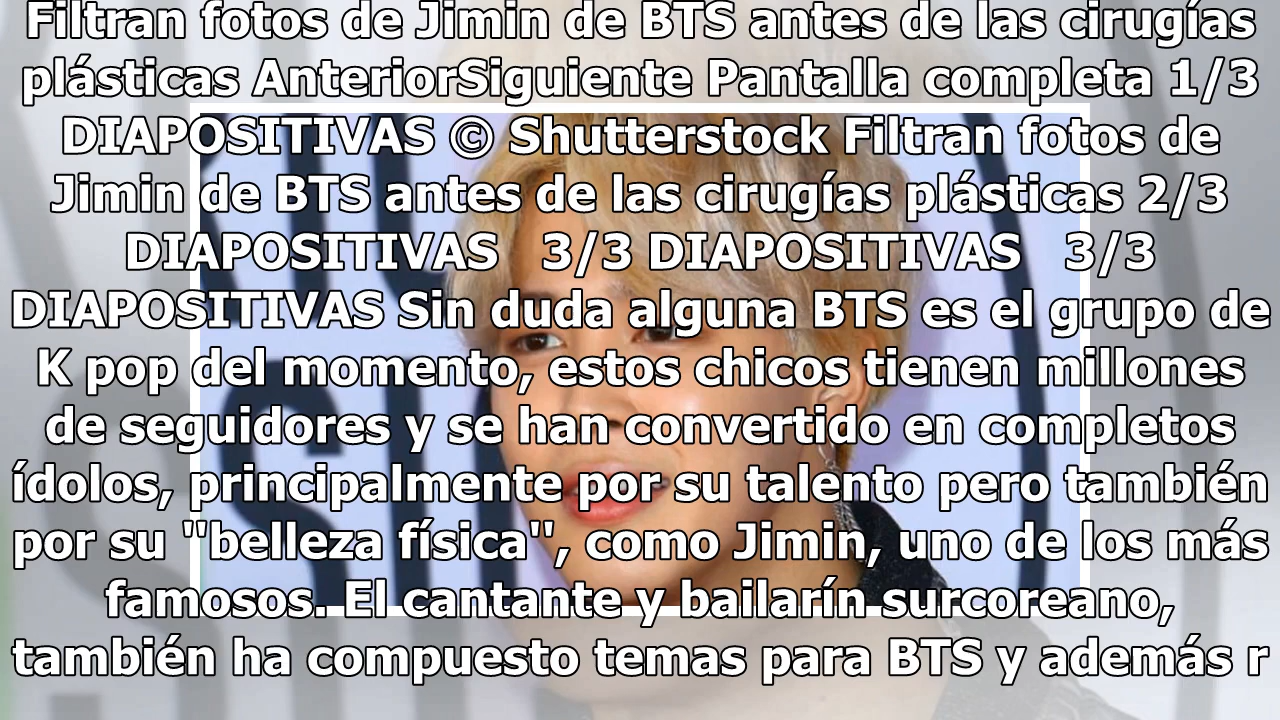 Filtran fotos de Jimin de BTS antes de las cirugías
plásticas AnteriorSiguiente Pantalla completa 1/3
DIAPOSITIVAS © Shutterstock Filtran fotos de
Jimin de BTS antes de las cirugías plásticas 2/3
DIAPOSITIVAS 3/3 DIAPOSITIVAS 3/3
DIAPOSITIVAS Sin duda alguna BTS es el grupo de
K pop del momento, estos chicos tienen millones
de seguidores y se han convertido en completos
ídolos, principalmente por su talento pero también
por su "belleza física", como Jimin, uno de los más
famosos. El cantante y bailarín surcoreano,
también ha compuesto temas para BTS y además r